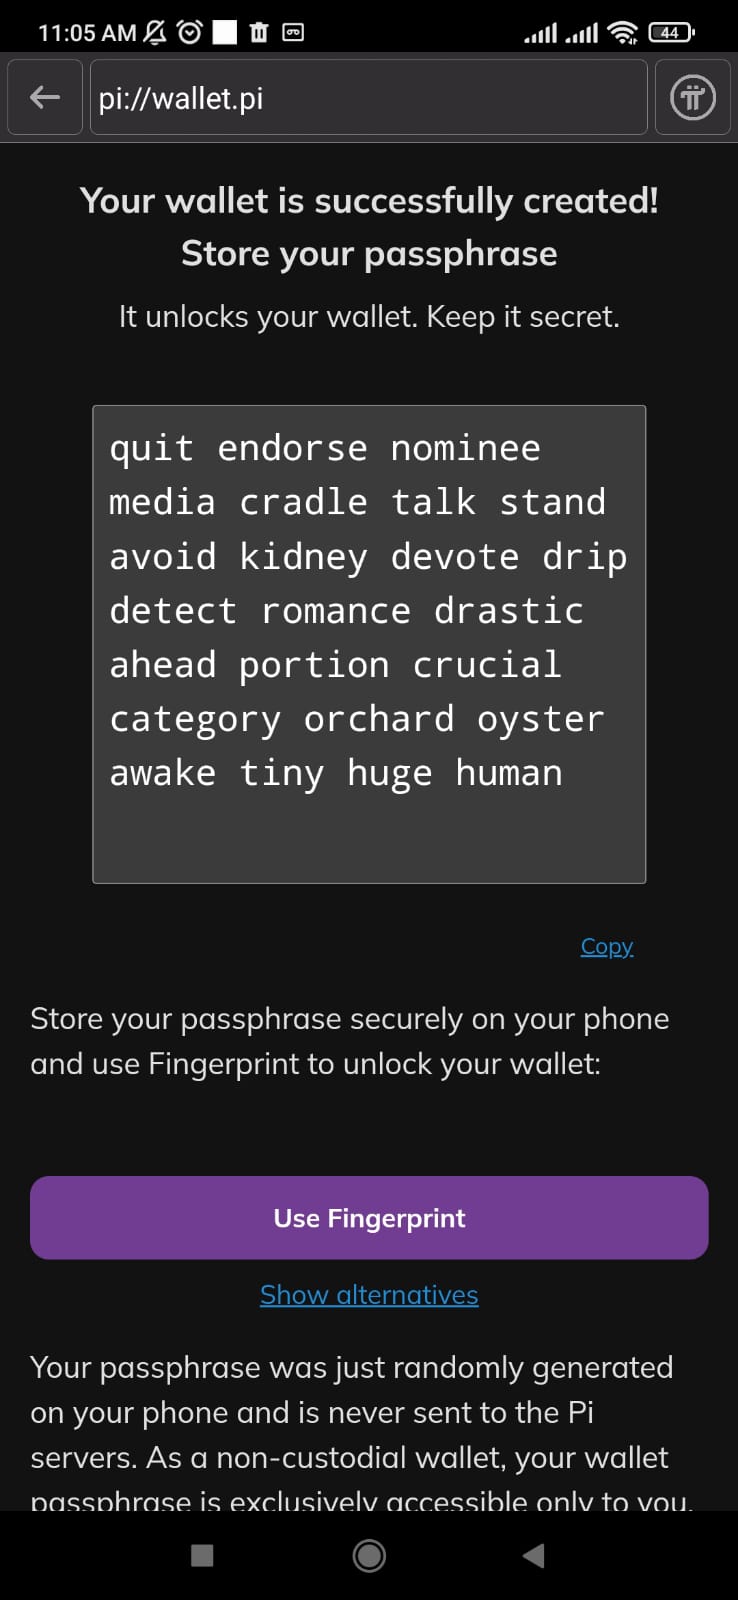 11:05 AM
44
pi://wallet.pi
Your wallet is successfully created!
Store your passphrase
It unlocks your wallet. Keep it secret.
quit endorse nominee
media cradle talk stand
avoid kidney devote drip
detect romance drastic
ahead portion crucial
category orchard oyster
awake tiny huge human
Copy
Store your passphrase securely on your phone
and use Fingerprint to unlock your wallet:
Use Fingerprint
Show alternatives
Your passphrase was just randomly generated
on your phone and is never sent to the Pi
servers. As a non-custodial wallet, your wallet
passphrase is exclusively accessible only to you.